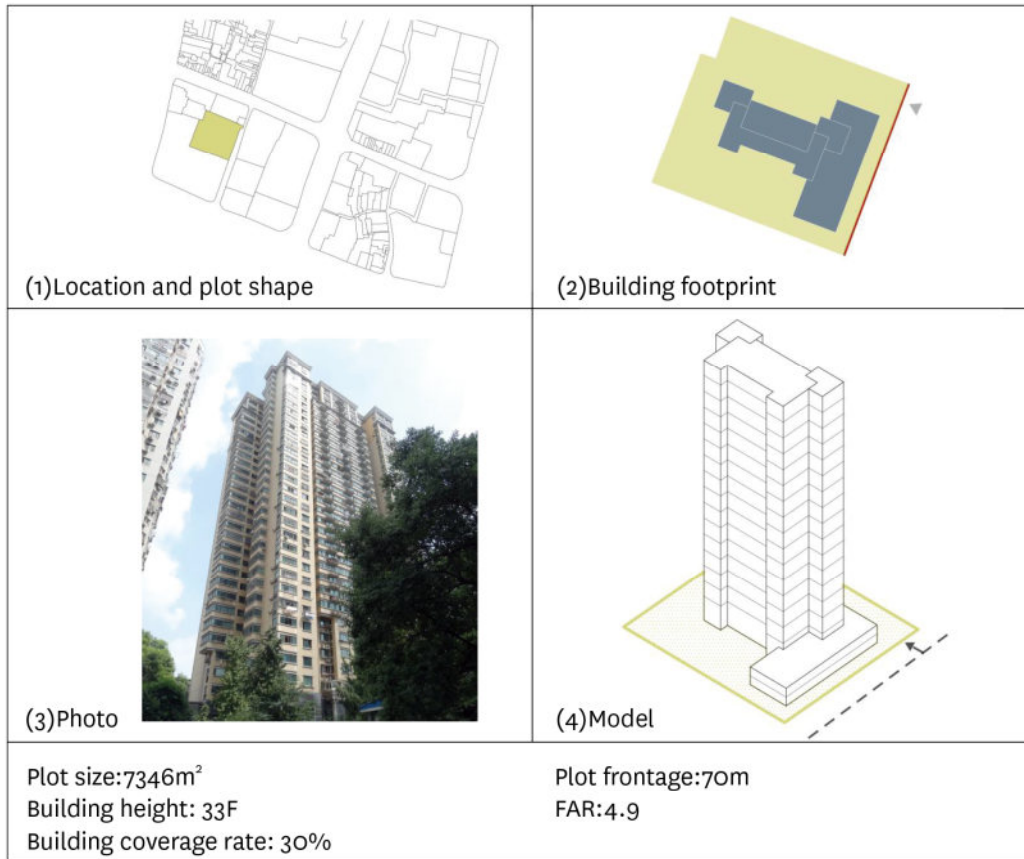 (1)Location and plot shape
(2)Building footprint
(3)Photo
(4)Model
Plot size:7346m²
Building height: 33F
Building coverage rate: 30%
Plot frontage:70m
FAR:4.9